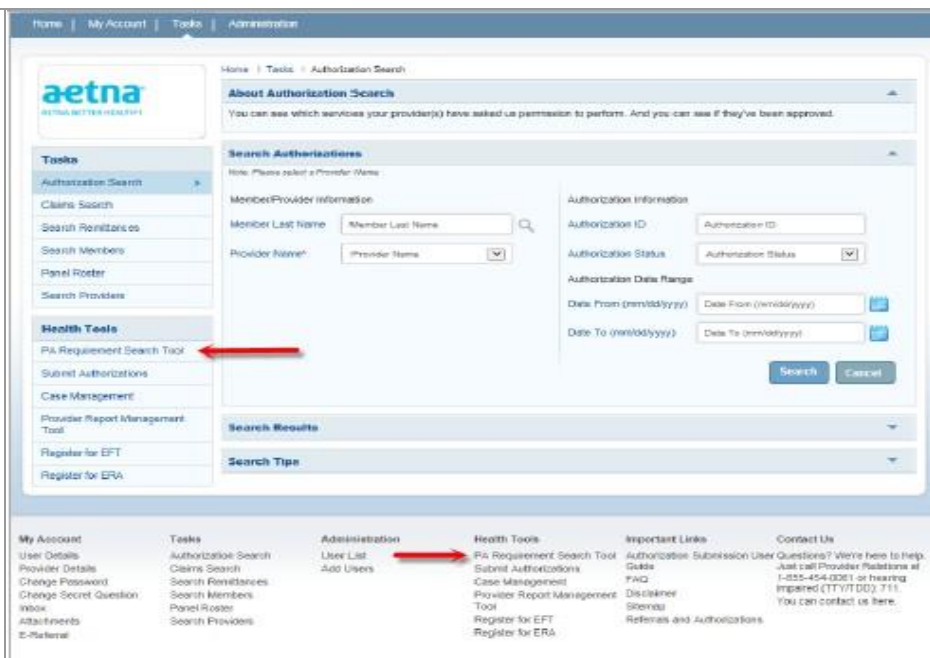 Home | My Account | Tasks | Administration
Home | Tasks | Authorization Search
aetna
AETNA BETTER HEALTH®
About Authorization Search
You can see which services your provider(s) have asked us permission to perform. And you can see if they've been approved.
Tasks
Authorization Search
Claims Search
Search Remittances
Search Members
Panel Roster
Search Providers
Health Tools
PA Requirement Search Tool
Submit Authorizations
Case Management
Provider Report Management
Tool
Register for EFT
Register for ERA
Search Authorizations
Note: Please select a Provider Name
Member/Provider Information
Member Last Name Member Last Name
Provider Name* Provider Name
Authorization Information
Authorization ID Authorization ID
Authorization Status Authorization Status
Authorization Date Range
Date From (mm/dd/yyyy) Date From (mm/dd/yyyy)
Date To (mm/dd/yyyy) Date To (mm/dd/yyyy)
Search Cancel
Search Results
Search Tips
My Account
User Details
Provider Details
Change Password
Change Secret Question
Inbox
Attachments
E-Referral
Tasks
Authorization Search
Claims Search
Search Remittances
Search Members
Panel Roster
Search Providers
Administration
User List
Add Users
Health Tools
PA Requirement Search Tool
Submit Authorizations
Case Management
Provider Report Management
Tool
Register for EFT
Register for ERA
Important Links
Authorization Submission User
Guide
FAQ
Disclaimer
Sitemap
Referrals and Authorizations
Contact Us
Questions? We're here to help.
Just call Provider Relations at
1-855-454-0061 or hearing
impaired (TTY/TDD): 711.
You can contact us here.